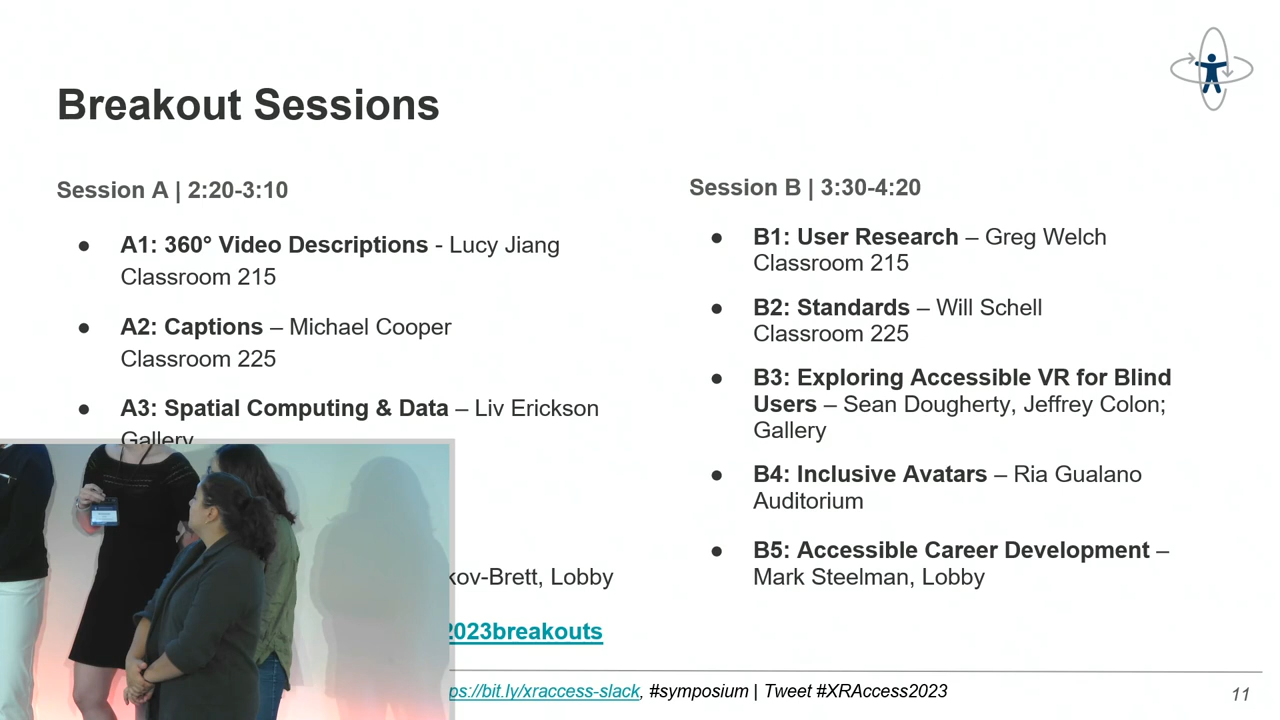 Breakout Sessions
Session A | 2:20-3:10
● A1: 360° Video Descriptions - Lucy Jiang
Classroom 215
● A2: Captions – Michael Cooper
Classroom 225
● A3: Spatial Computing & Data – Liv Erickson
Gallery
kov-Brett, Lobby
2023breakouts
Session B | 3:30-4:20
● B1: User Research – Greg Welch
Classroom 215
● B2: Standards – Will Schell
Classroom 225
● B3: Exploring Accessible VR for Blind
Users – Sean Dougherty, Jeffrey Colon;
Gallery
● B4: Inclusive Avatars – Ria Gualano
Auditorium
● B5: Accessible Career Development –
Mark Steelman, Lobby
ps://bit.ly/xraccess-slack, #symposium | Tweet #XRAccess2023
11